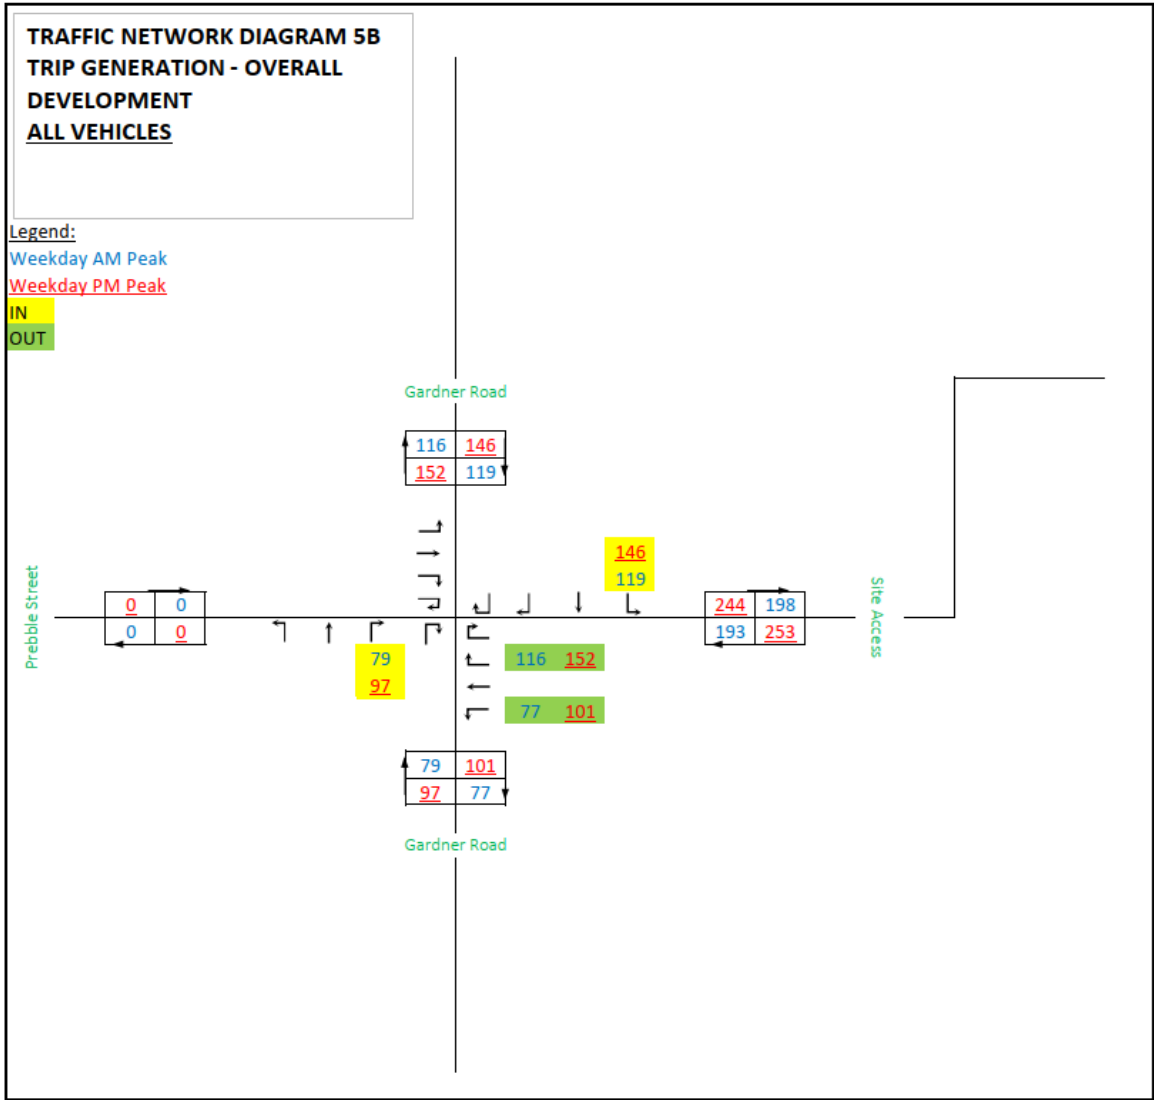 TRAFFIC NETWORK DIAGRAM 5B
TRIP GENERATION - OVERALL
DEVELOPMENT
ALL VEHICLES
Legend:
Weekday AM Peak
Weekday PM Peak
IN
OUT
Gardner Road
116 146
152 119
146
119
Prebble Street
0 0
0 0
244 198
193 253
Site Access
79
97
116 152
77 101
79 101
97 77
Gardner Road